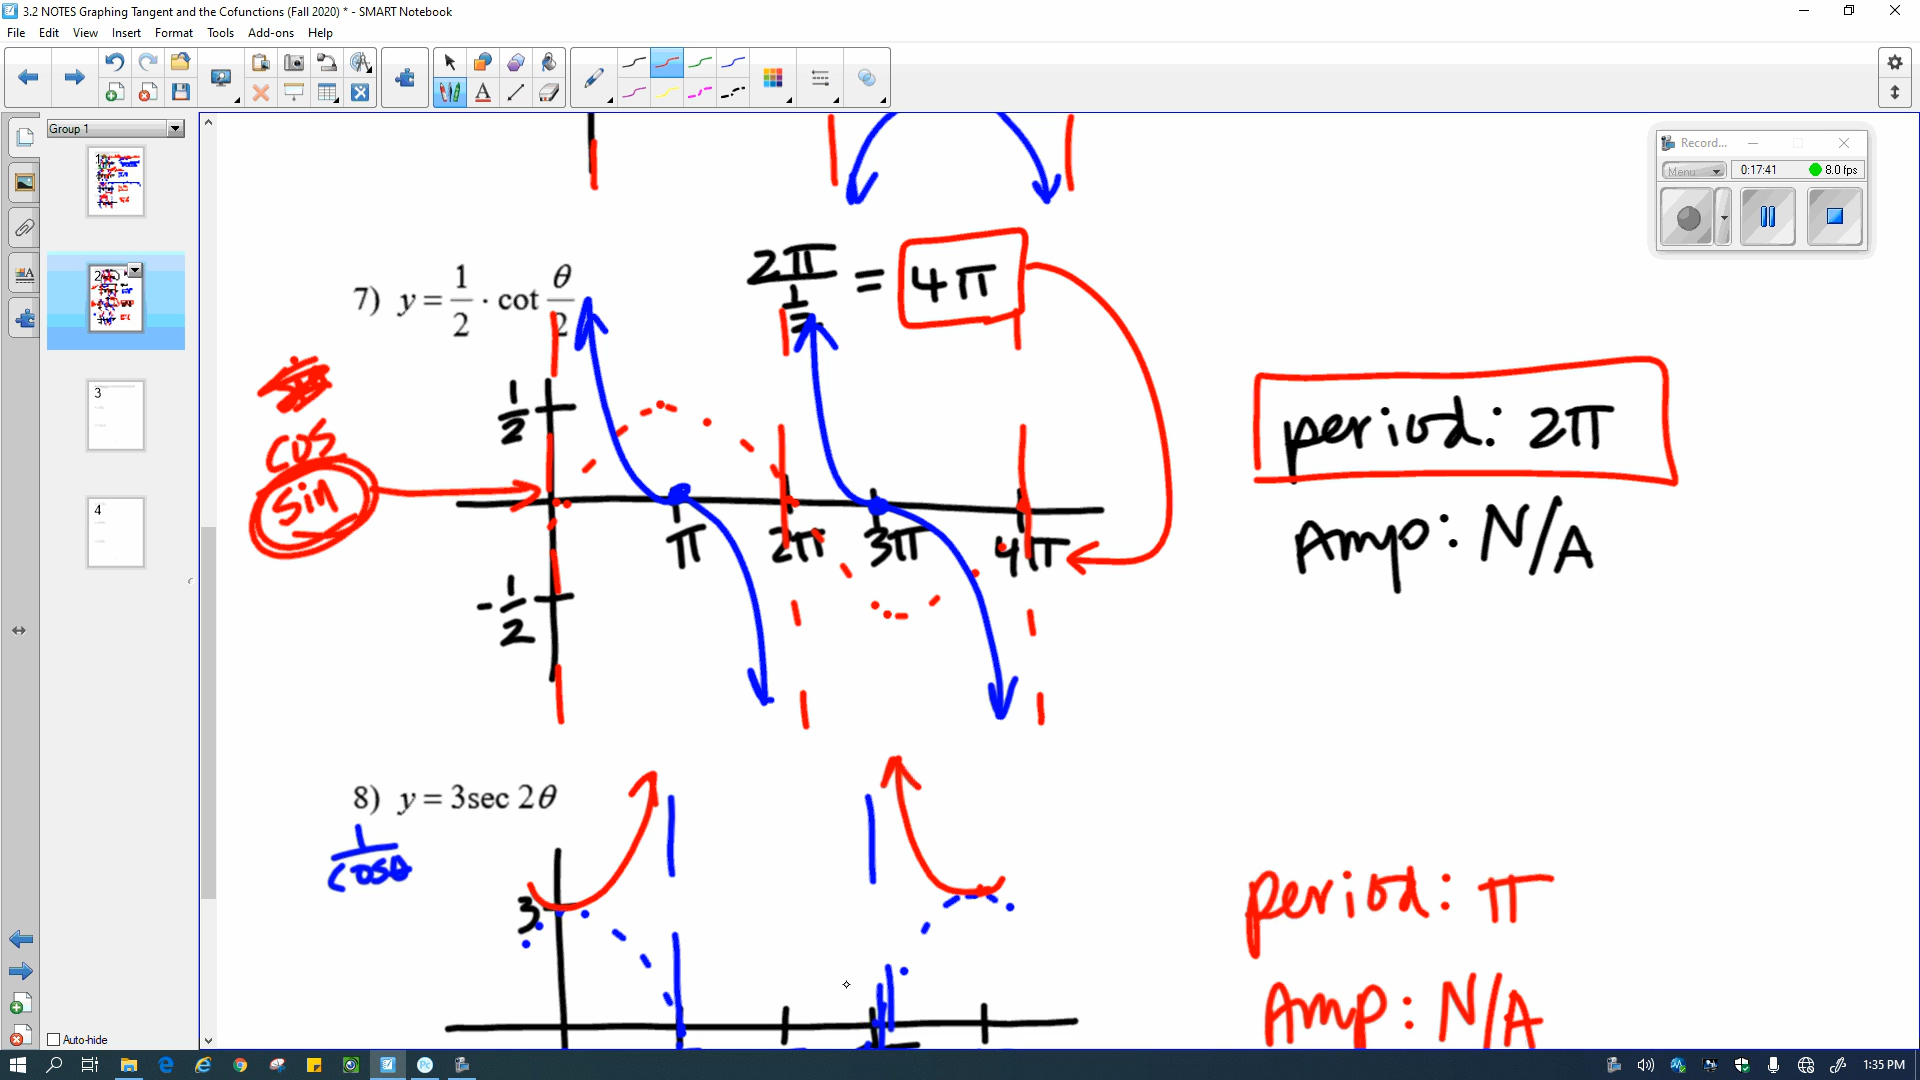 3.2 NOTES Graphing Tangent and the Cofunctions (Fall 2020) * - SMART Notebook
File Edit View Insert Format Tools Add-ons Help
Group 1
1
2
3
4
Auto-hide
Record...
Menu
0:17:41
8.0 fps
7) y = 1/2 · cot θ/2
2π/(1/2) = 4π
cos
sin
1/2
-1/2
π 2π 3π 4π
period: 2π
Amp: N/A
8) y = 3sec 2θ
1/cosθ
3
period: π
Amp: N/A
1:35 PM